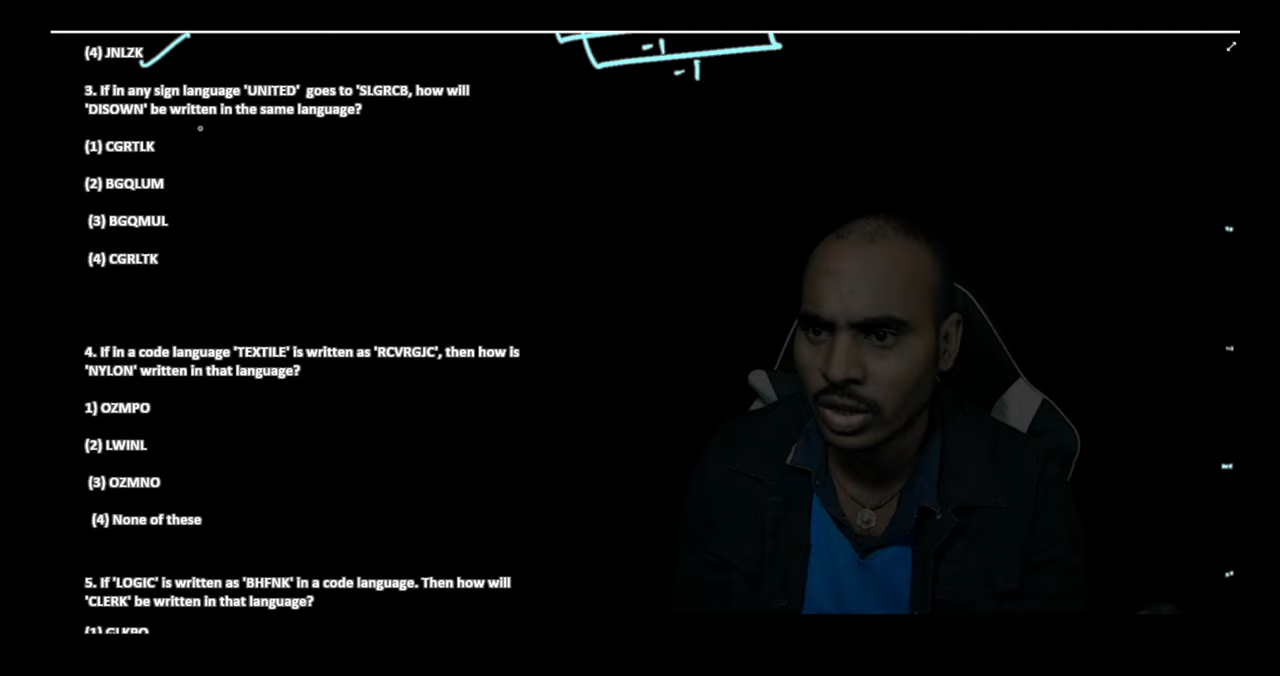 (4) JNLZK
-1
-1
3. If in any sign language 'UNITED' goes to 'SLGRCB, how will
'DISOWN' be written in the same language?
(1) CGRTLK
(2) BGQLUM
(3) BGQMUL
(4) CGRLTK
4. If in a code language 'TEXTILE' is written as 'RCVRGJC', then how is
'NYLON' written in that language?
1) OZMPO
(2) LWINL
(3) OZMNO
(4) None of these
5. If 'LOGIC' is written as 'BHFNK' in a code language. Then how will
'CLERK' be written in that language?